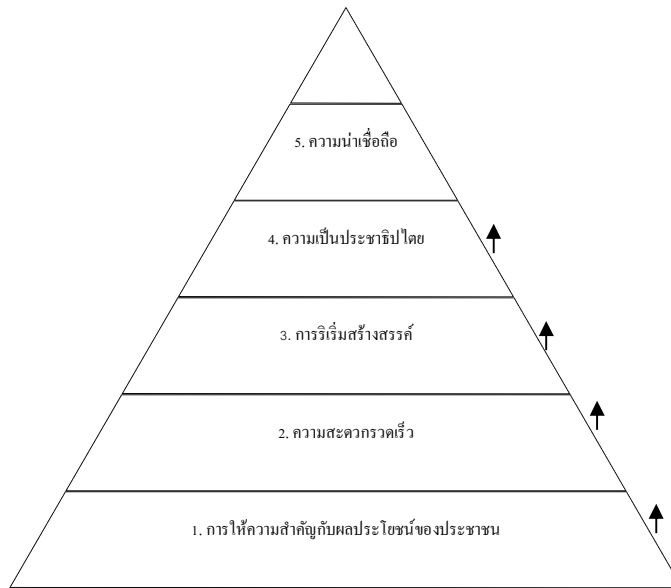 5. ความน่าเชื่อถือ
4. ความเป็นประชาธิปไตย
3. การริเริ่มสร้างสรรค์
2. ความสะดวกรวดเร็ว
1. การให้ความสำคัญกับผลประโยชน์ของประชาชน